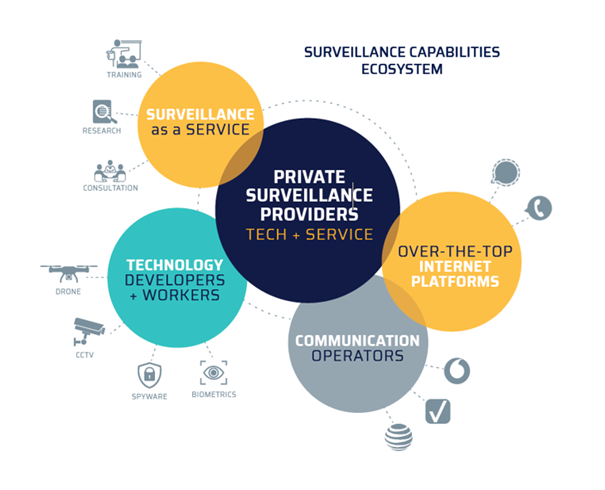 SURVEILLANCE CAPABILITIES
ECOSYSTEM
TRAINING
RESEARCH
CONSULTATION
SURVEILLANCE
as a SERVICE
PRIVATE
SURVEILLANCE
PROVIDERS
TECH + SERVICE
OVER-THE-TOP
INTERNET
PLATFORMS
TECHNOLOGY
DEVELOPERS
+ WORKERS
DRONE
CCTV
SPYWARE
BIOMETRICS
COMMUNICATION
OPERATORS